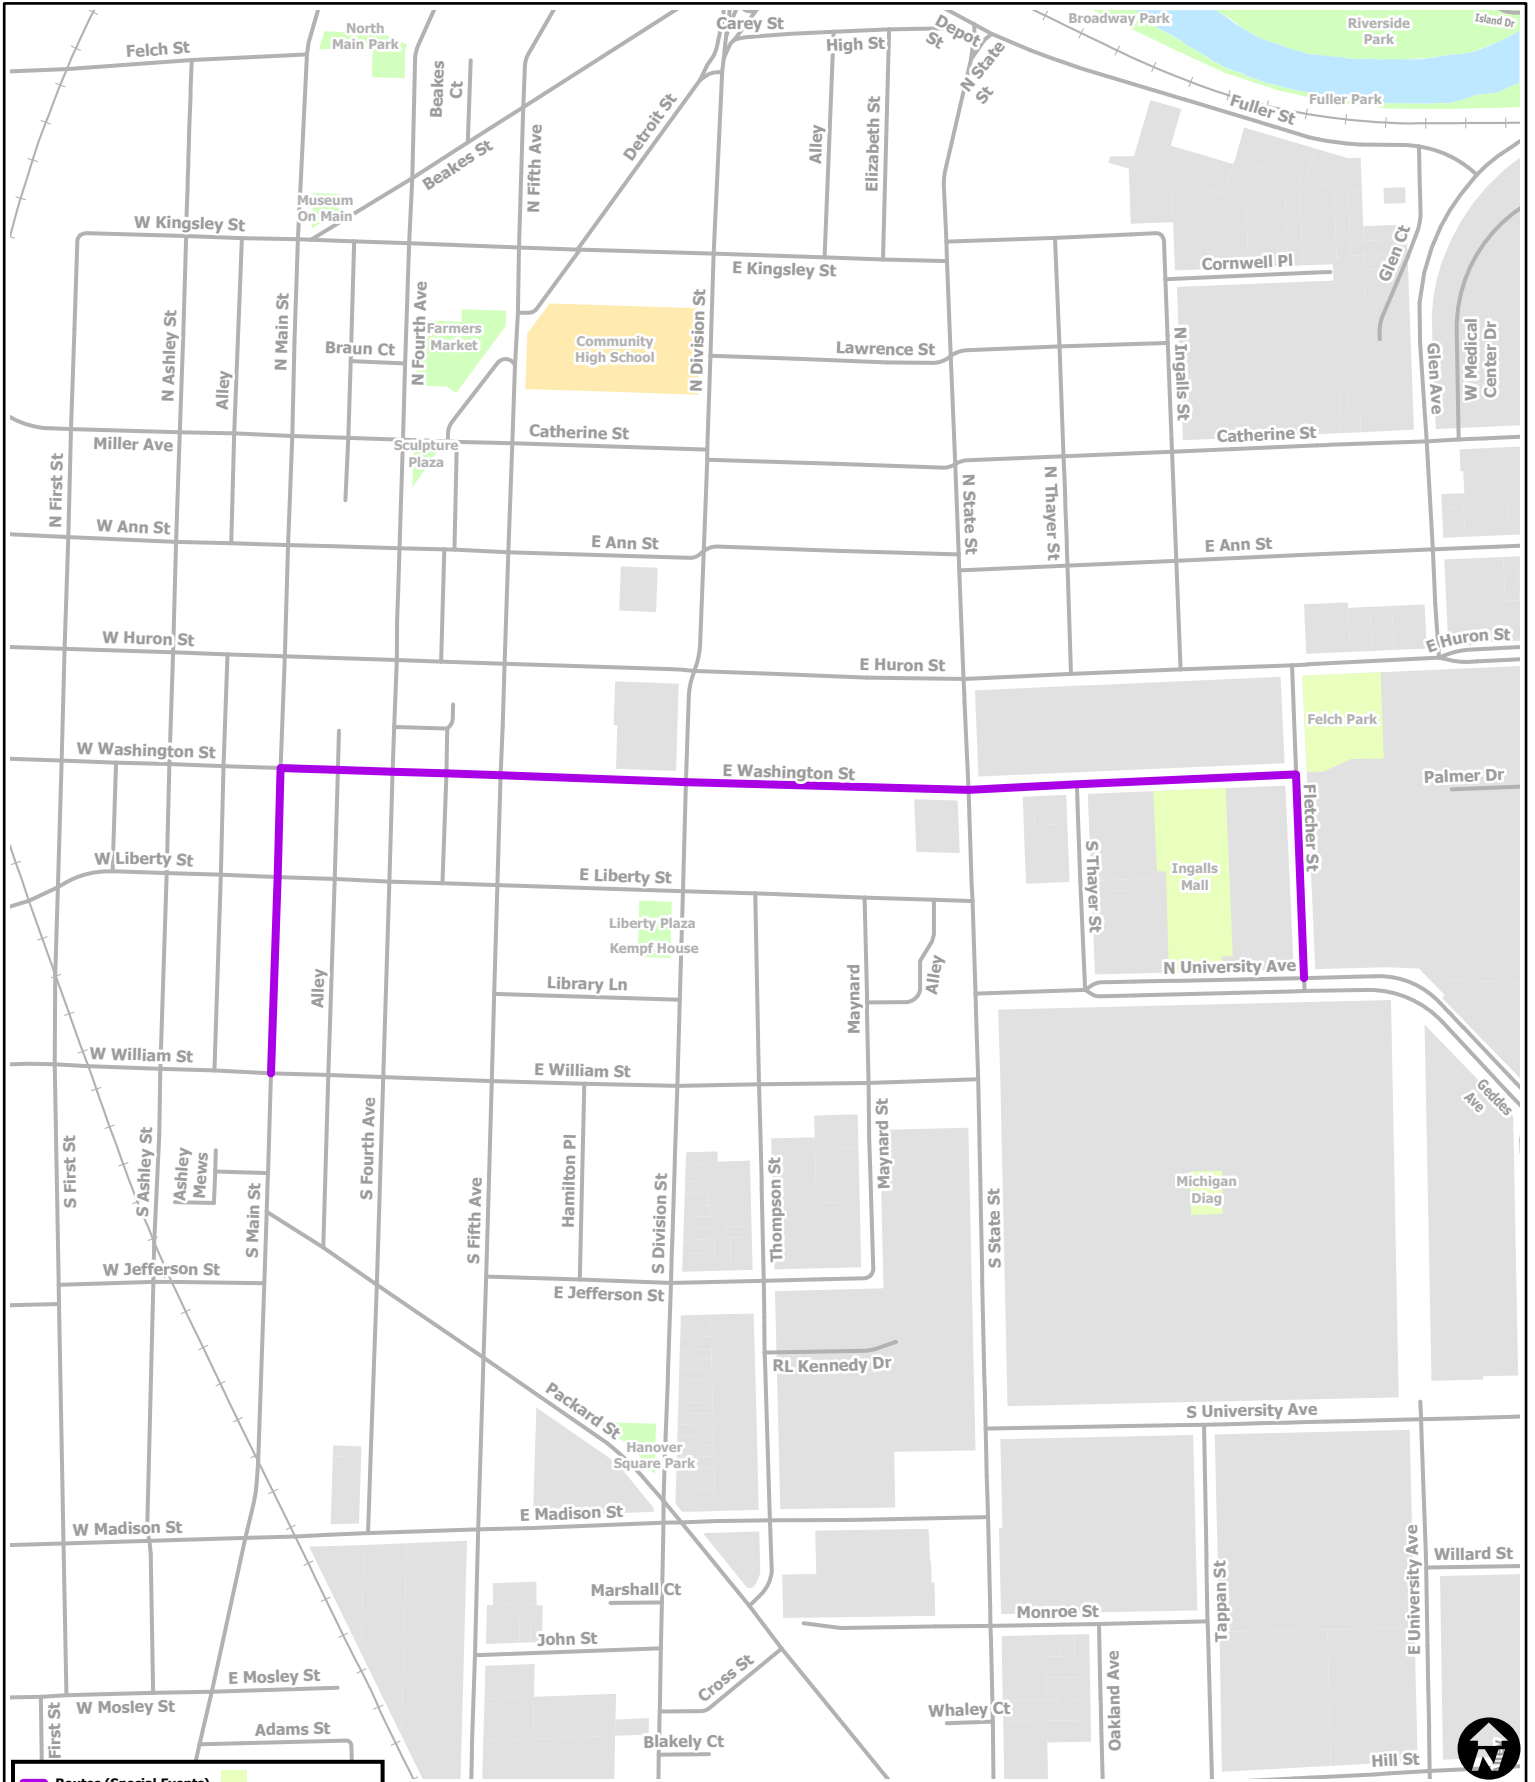 Carey St
North
Main Park
Felch St
High St
Depot
St
Broadway Park
Riverside
Park
Island Dr
Beakes
Ct
N State
St
Fuller Park
Fuller St
Detroit St
Alley
Elizabeth St
Beakes St
N Fifth Ave
Museum
On Main
W Kingsley St
E Kingsley St
Cornwell Pl
Glen Ct
N Ashley St
Alley
N Main St
Braun Ct
N Fourth Ave
Farmers
Market
Community
High School
N Division St
Lawrence St
N Ingalls St
Glen Ave
W Medical
Center Dr
Miller Ave
Sculpture
Plaza
Catherine St
Catherine St
N First St
W Ann St
E Ann St
N State St
N Thayer St
E Ann St
W Huron St
E Huron St
E Huron St
Felch Park
W Washington St
E Washington St
Palmer Dr
Fletcher St
W Liberty St
E Liberty St
S Thayer St
Ingalls
Mall
Liberty Plaza
Kempf House
N University Ave
Alley
Library Ln
Maynard
Alley
W William St
E William St
Geddes
Ave
S First St
S Ashley St
Ashley
Mews
S Main St
S Fourth Ave
S Fifth Ave
Hamilton Pl
S Division St
Thompson St
Maynard St
S State St
Michigan
Diag
W Jefferson St
E Jefferson St
RL Kennedy Dr
Packard St
Hanover
Square Park
S University Ave
W Madison St
E Madison St
E University Ave
Willard St
Marshall Ct
Tappan St
Monroe St
John St
E Mosley St
Cross St
Oakland Ave
W Mosley St
First St
Adams St
Whaley Ct
Blakely Ct
Hill St
N
Routes (Special Events)